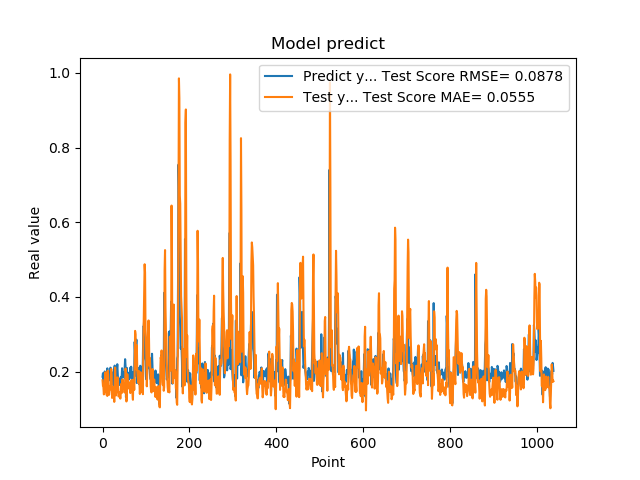 Model predict
Predict y... Test Score RMSE= 0.0878
Test y... Test Score MAE= 0.0555
Real value
1.0
0.8
0.6
0.4
0.2
0 200 400 600 800 1000
Point